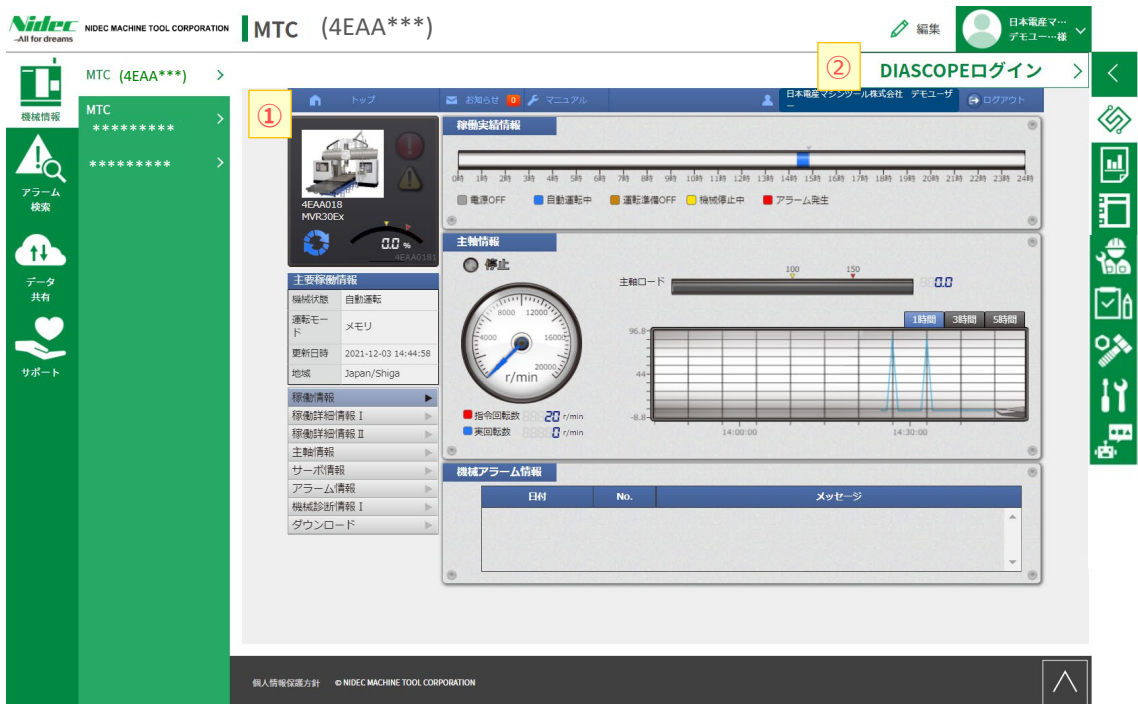 Nidec
-All for dreams
NIDEC MACHINE TOOL CORPORATION
MTC (4EAA***)
編集
日本電産マ…
デモユー…様
機械情報
アラーム
検索
データ
共有
サポート
MTC (4EAA***)
MTC
*********
*********
②
DIASCOPEログイン
①
トップ
お知らせ 0
マニュアル
日本電産マシンツール株式会社 デモユーザ
ー
ログアウト
4EAA018
MVR30Ex
0.0 %
4EAA0181
主要稼働情報
機械状態 自動運転
運転モー
ド
メモリ
更新日時 2021-12-03 14:44:58
地域 Japan/Shiga
稼働情報
稼働詳細情報 I
稼働詳細情報 II
主軸情報
サーボ情報
アラーム情報
機械診断情報 I
ダウンロード
稼働実績情報
0時 1時 2時 3時 4時 5時 6時 7時 8時 9時 10時 11時 12時 13時 14時 15時 16時 17時 18時 19時 20時 21時 22時 23時 24時
電源OFF 自動運転中 運転準備OFF 機械停止中 アラーム発生
主軸情報
停止
4000 8000 12000 16000 20000
r/min
指令回転数 20 r/min
実回転数 0 r/min
主軸ロード
100 150
0.0
1時間 3時間 5時間
96.8
44
-8.8
14:00:00 14:30:00
機械アラーム情報
日付 No. メッセージ
個人情報保護方針 © NIDEC MACHINE TOOL CORPORATION